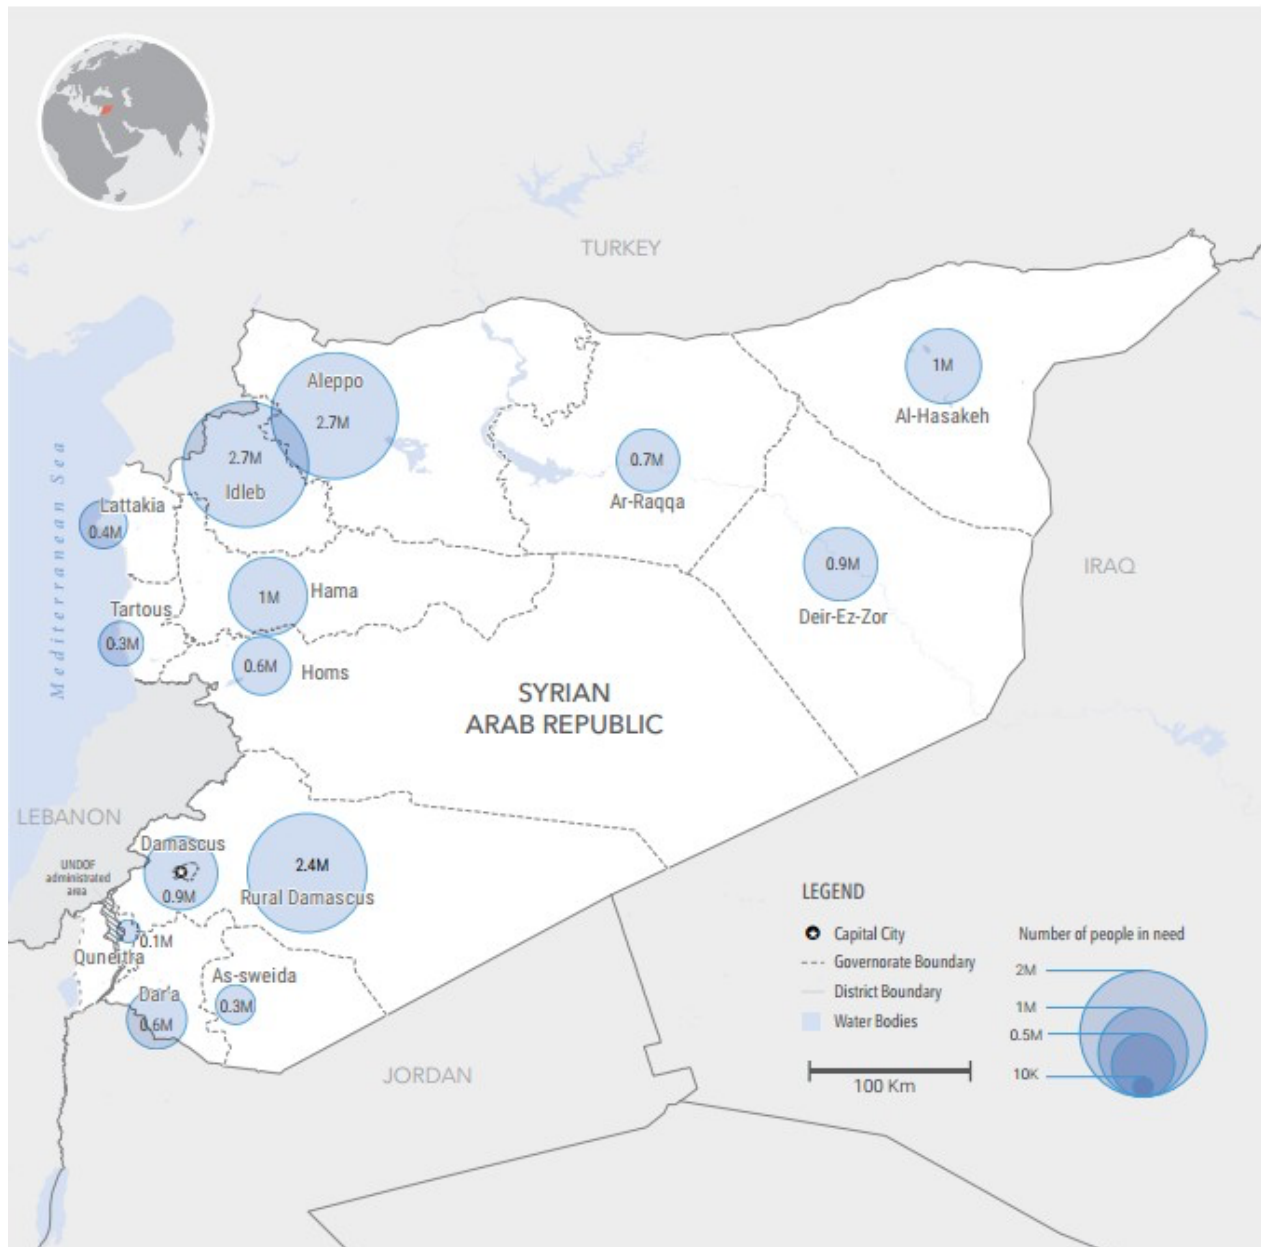 TURKEY
1M
Al-Hasakeh
Aleppo
2.7M
2.7M
Idleb
0.7M
Ar-Raqqa
Lattakia
0.4M
Mediterranean Sea
0.9M
Deir-Ez-Zor
IRAQ
1M
Hama
Tartous
0.3M
0.6M
Homs
SYRIAN
ARAB REPUBLIC
LEBANON
Damascus
0.9M
2.4M
Rural Damascus
UNDOF
administrated
area
0.1M
Quneitra
As-sweida
0.3M
Dar'a
0.6M
JORDAN
LEGEND
Capital City
Governorate Boundary
District Boundary
Water Bodies
100 Km
Number of people in need
2M
1M
0.5M
10K